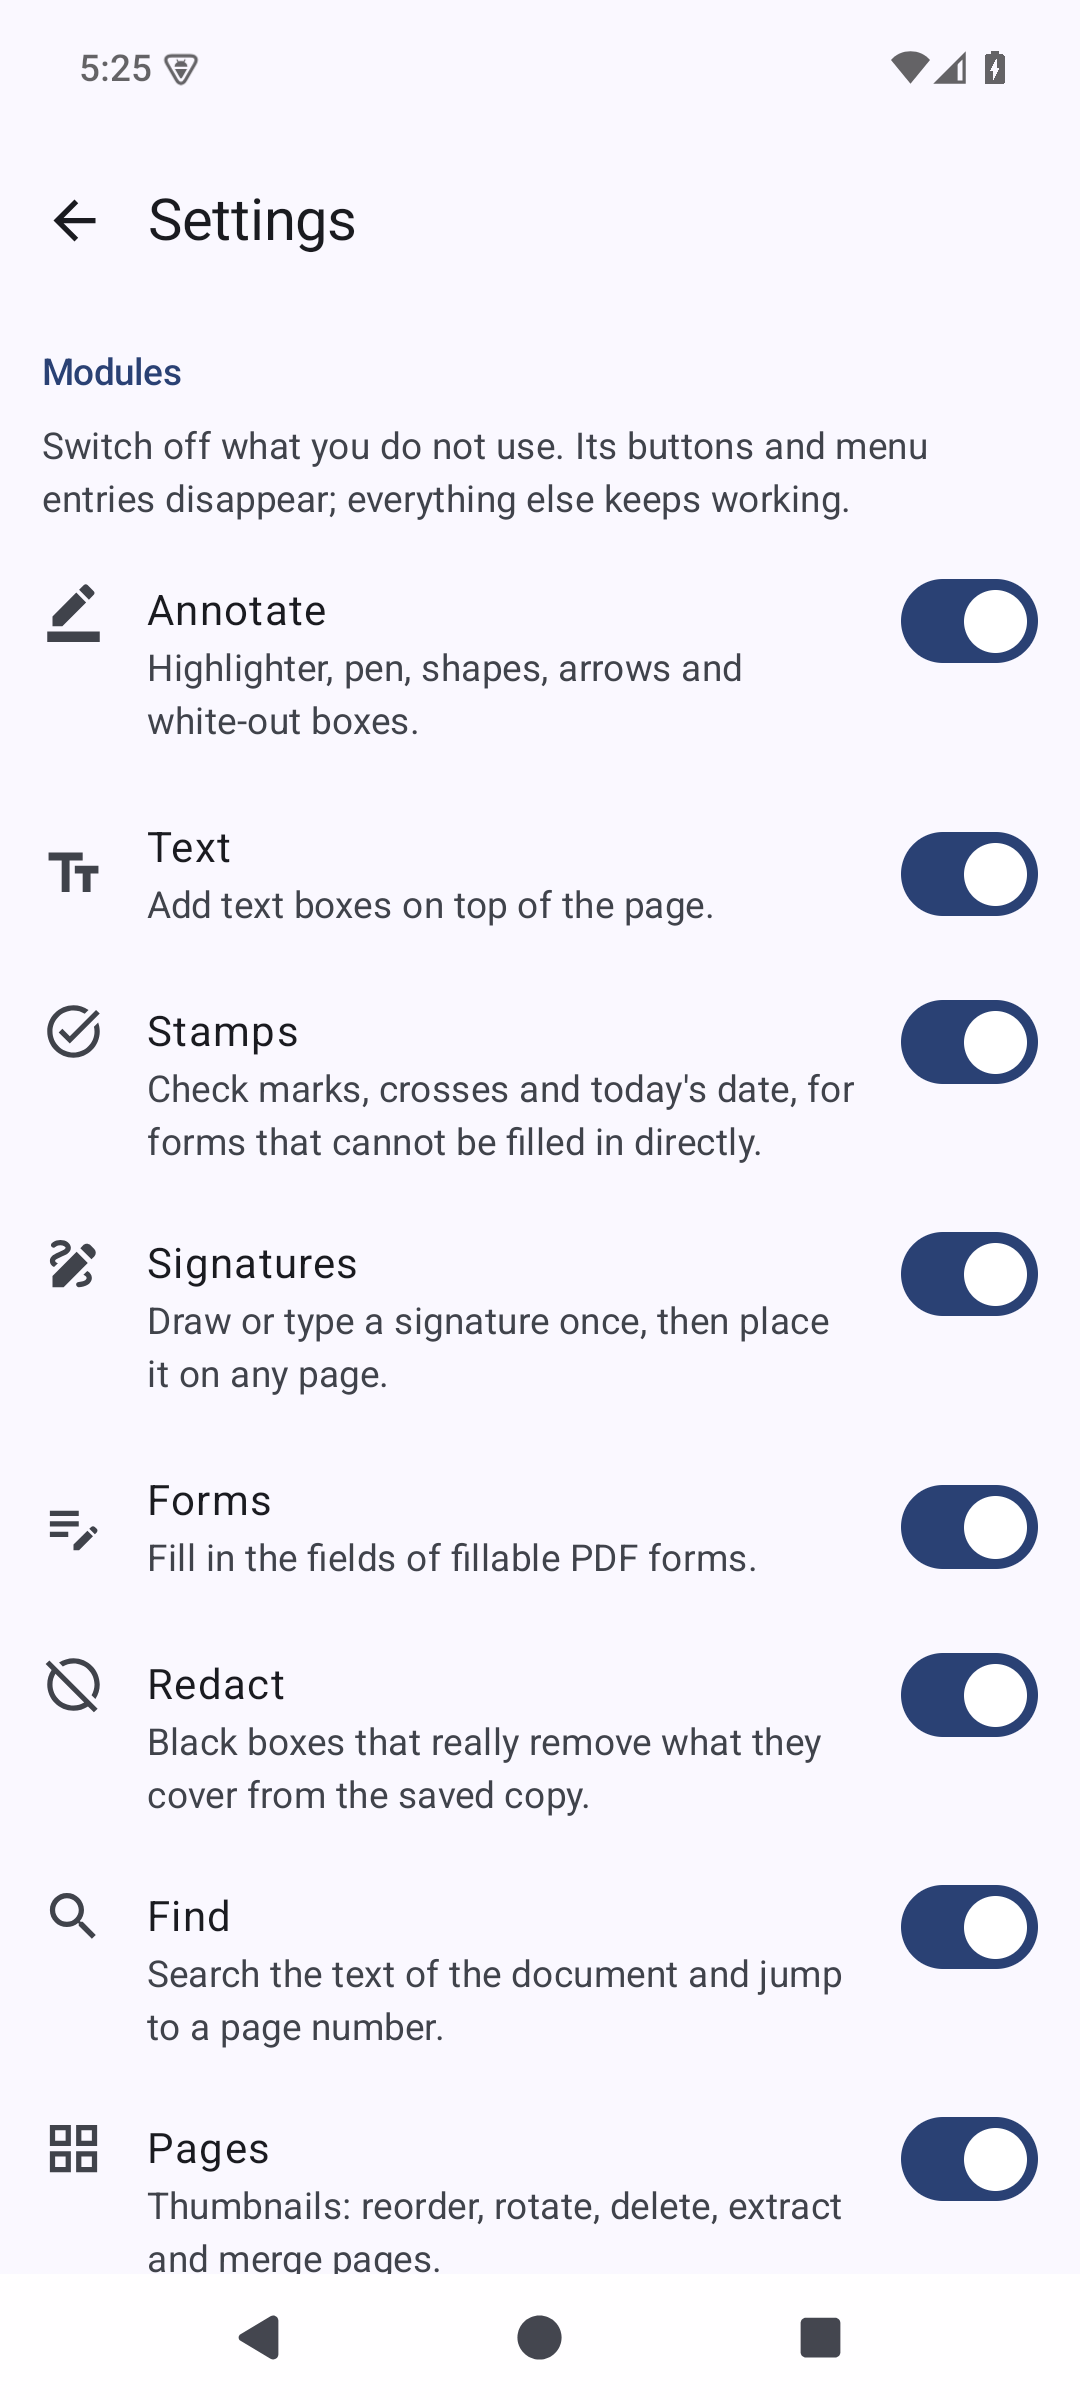 5:25
Settings
Modules
Switch off what you do not use. Its buttons and menu
entries disappear; everything else keeps working.
Annotate
Highlighter, pen, shapes, arrows and
white-out boxes.
Text
Add text boxes on top of the page.
Stamps
Check marks, crosses and today's date, for
forms that cannot be filled in directly.
Signatures
Draw or type a signature once, then place
it on any page.
Forms
Fill in the fields of fillable PDF forms.
Redact
Black boxes that really remove what they
cover from the saved copy.
Find
Search the text of the document and jump
to a page number.
Pages
Thumbnails: reorder, rotate, delete, extract
and merge pages.